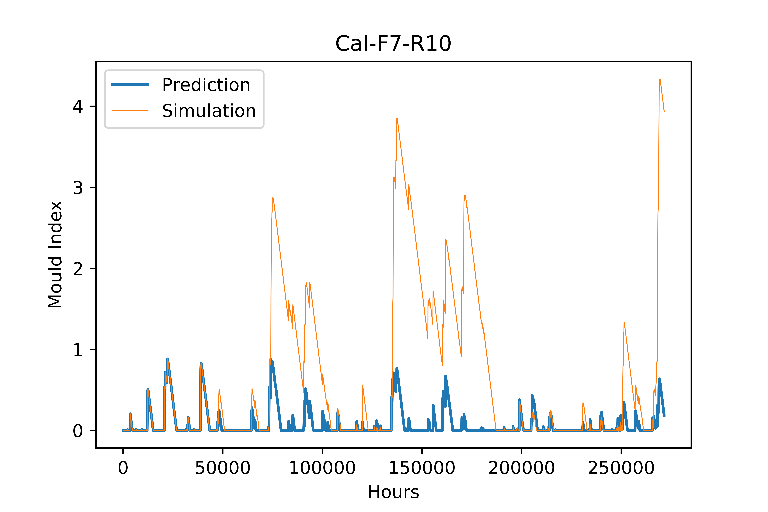 Cal-F7-R10
Prediction
Simulation
4
3
2
1
0
Mould Index
0 50000 100000 150000 200000 250000
Hours